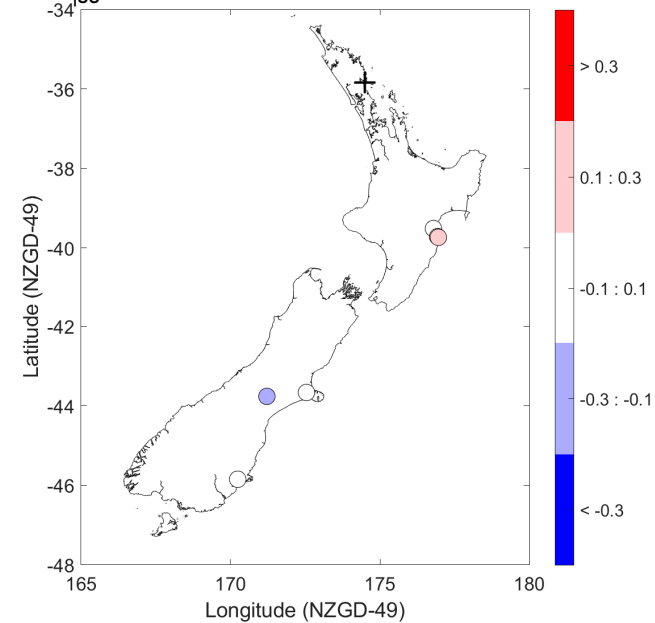 -34
-36
-38
-40
-42
-44
-46
-48
165
170
175
180
Latitude (NZGD-49)
Longitude (NZGD-49)
> 0.3
0.1 : 0.3
-0.1 : 0.1
-0.3 : -0.1
< -0.3